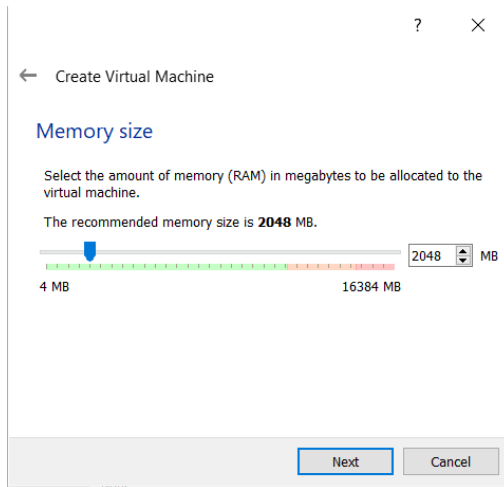 ?
Create Virtual Machine
Memory size
Select the amount of memory (RAM) in megabytes to be allocated to the
virtual machine.
The recommended memory size is 2048 MB.
2048 MB
4 MB 16384 MB
Next Cancel